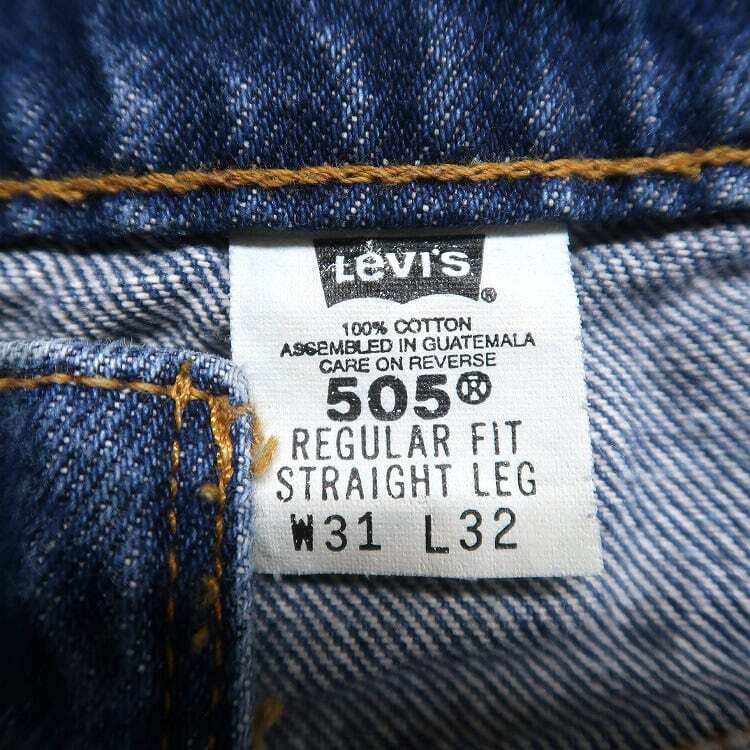 Levi's ®
100% COTTON
ASSEMBLED IN GUATEMALA
CARE ON REVERSE
505®
REGULAR FIT
STRAIGHT LEG
W31 L32